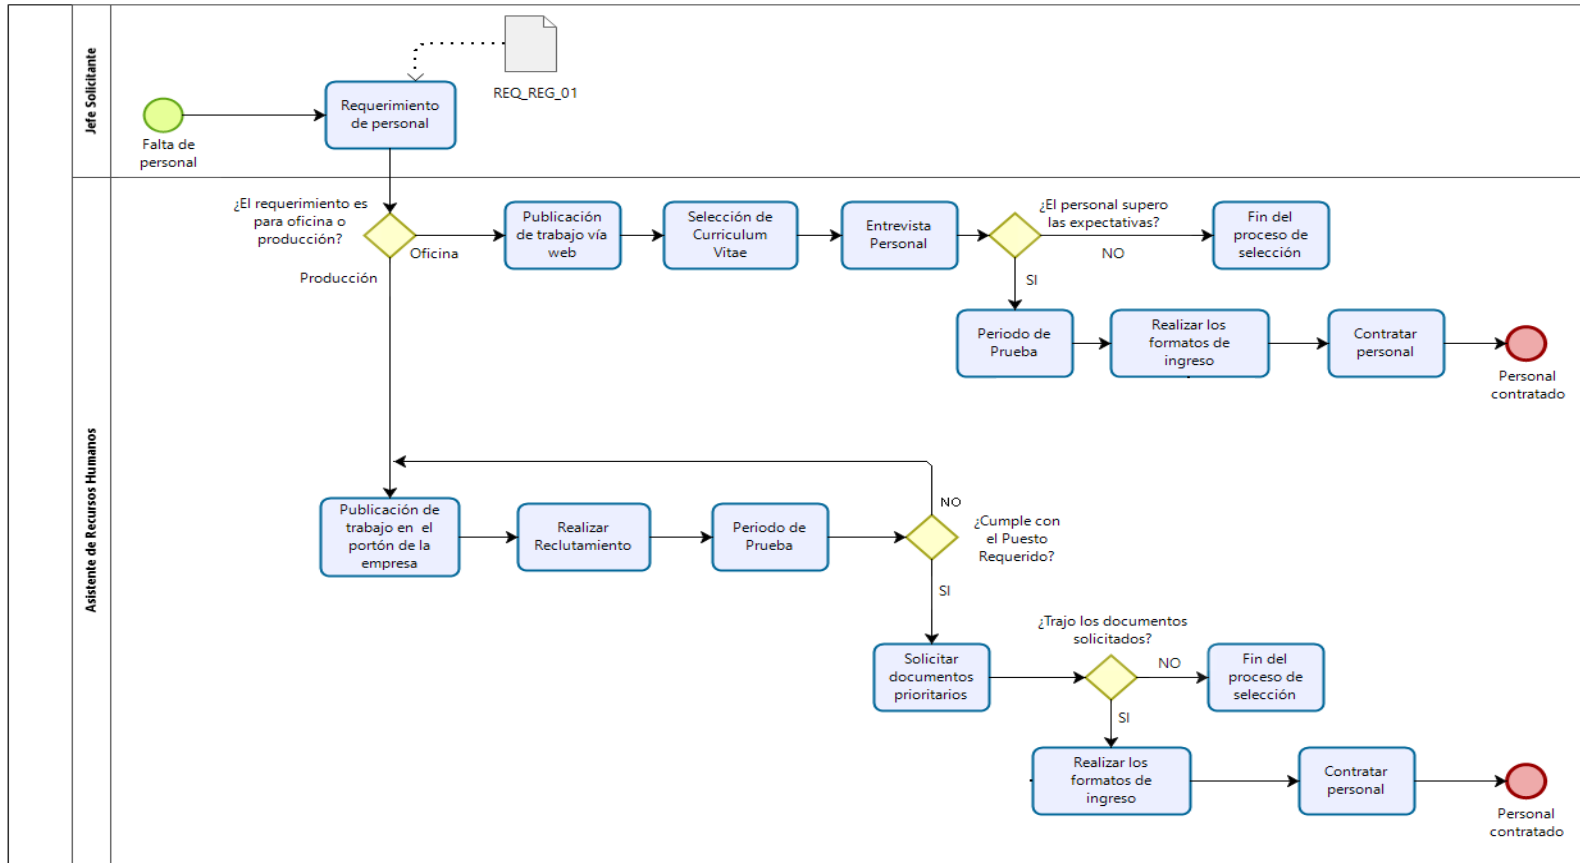 Jefe Solicitante
REQ_REG_01
Requerimiento
de personal
Falta de
personal
Asistente de Recursos Humanos
¿El requerimiento es
para oficina o
producción?
Oficina
Producción
Publicación
de trabajo vía
web
Selección de
Curriculum
Vitae
Entrevista
Personal
¿El personal supero
las expectativas?
NO
SI
Fin del
proceso de
selección
Periodo de
Prueba
Realizar los
formatos de
ingreso
Contratar
personal
Personal
contratado
Publicación de
trabajo en el
portón de la
empresa
Realizar
Reclutamiento
Periodo de
Prueba
NO
¿Cumple con
el Puesto
Requerido?
SI
Solicitar
documentos
prioritarios
¿Trajo los documentos
solicitados?
NO
SI
Fin del
proceso de
selección
Realizar los
formatos de
ingreso
Contratar
personal
Personal
contratado